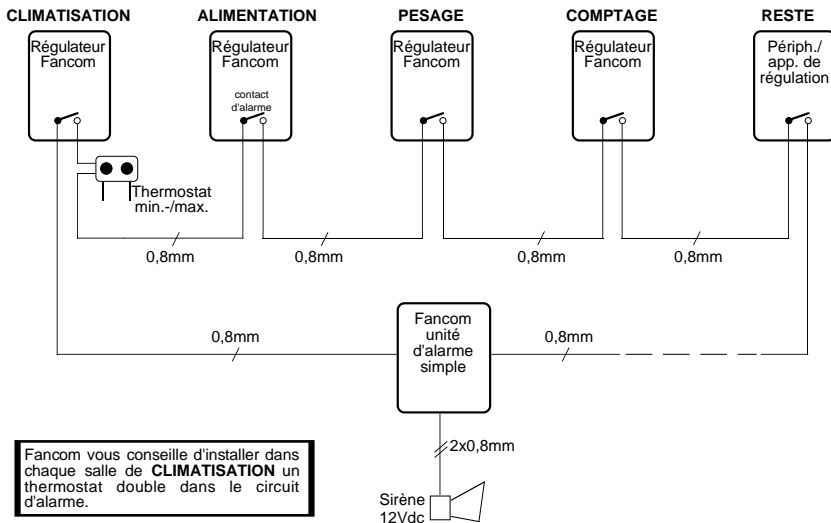 CLIMATISATION
ALIMENTATION
PESAGE
COMPTAGE
RESTE
Régulateur
Fancom
Régulateur
Fancom
contact
d'alarme
Régulateur
Fancom
Régulateur
Fancom
Périph./
app. de
régulation
Thermostat
min.-/max.
0,8mm
0,8mm
0,8mm
0,8mm
0,8mm
Fancom
unité
d'alarme
simple
0,8mm
2x0,8mm
Fancom vous conseille d'installer dans
chaque salle de CLIMATISATION un
thermostat double dans le circuit
d'alarme.
Sirène
12Vdc